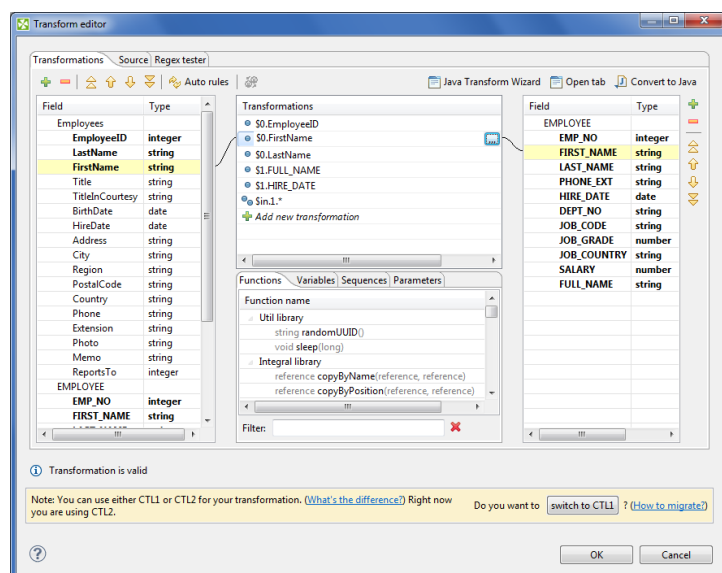 Transform editor
Transformations Source Regex tester
Auto rules Java Transform Wizard Open tab Convert to Java
Field Type
Employees
EmployeeID integer
LastName string
FirstName string
Title string
TitleInCourtesy string
BirthDate date
HireDate date
Address string
City string
Region string
PostalCode string
Country string
Phone string
Extension string
Photo string
Memo string
ReportsTo integer
EMPLOYEE
EMP_NO integer
FIRST_NAME string
Transformations
$0.EmployeeID
$0.FirstName
...
$0.LastName
$1.FULL_NAME
$1.HIRE_DATE
$in.1.*
Add new transformation
Functions Variables Sequences Parameters
Function name
Util library
string randomUUID()
void sleep(long)
Integral library
reference copyByName(reference, reference)
reference copyByPosition(reference, reference)
Filter:
Field Type
EMPLOYEE
EMP_NO integer
FIRST_NAME string
LAST_NAME string
PHONE_EXT string
HIRE_DATE date
DEPT_NO string
JOB_CODE string
JOB_GRADE number
JOB_COUNTRY string
SALARY number
FULL_NAME string
Transformation is valid
Note: You can use either CTL1 or CTL2 for your transformation. (What's the difference?) Right now
you are using CTL2.
Do you want to switch to CTL1 ? (How to migrate?)
OK Cancel